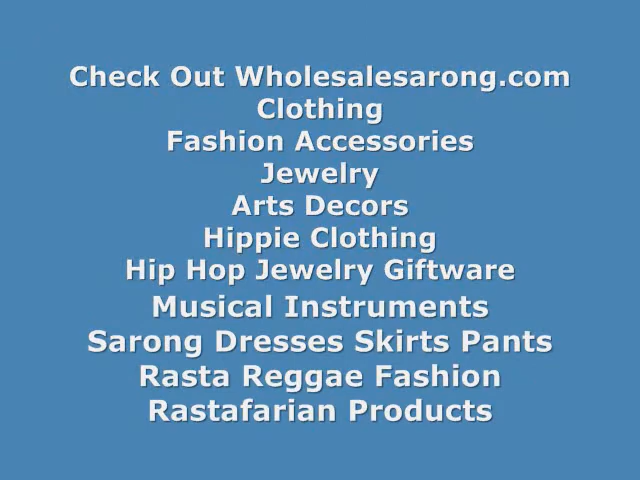 Check Out Wholesalesarong.com
Clothing
Fashion Accessories
Jewelry
Arts Decors
Hippie Clothing
Hip Hop Jewelry Giftware
Musical Instruments
Sarong Dresses Skirts Pants
Rasta Reggae Fashion
Rastafarian Products